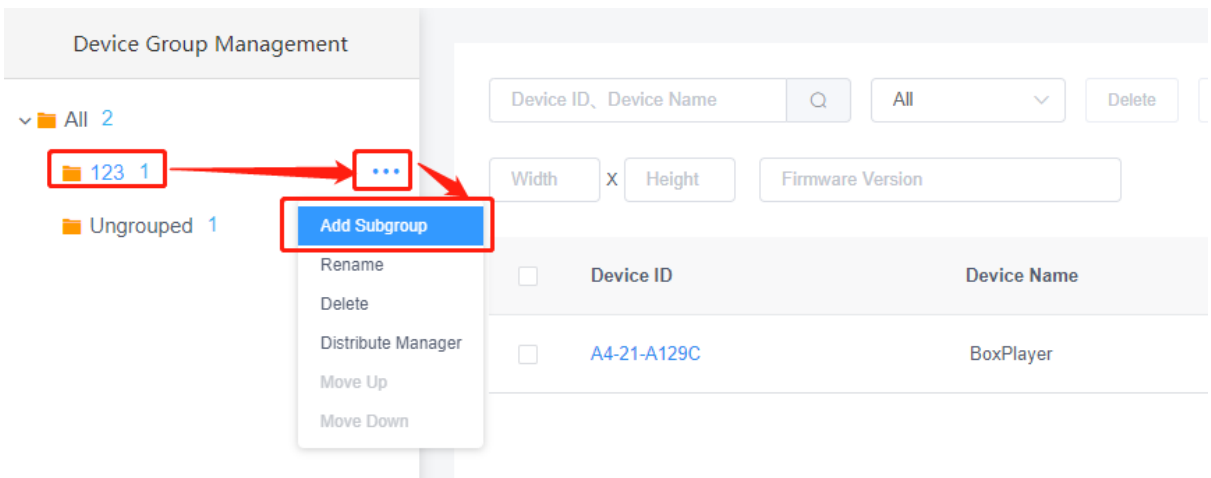 Device Group Management
All 2
123 1
•••
Ungrouped 1
Add Subgroup
Rename
Delete
Distribute Manager
Move Up
Move Down
Device ID、Device Name
All
Delete
Width X Height
Firmware Version
Device ID Device Name
A4-21-A129C BoxPlayer